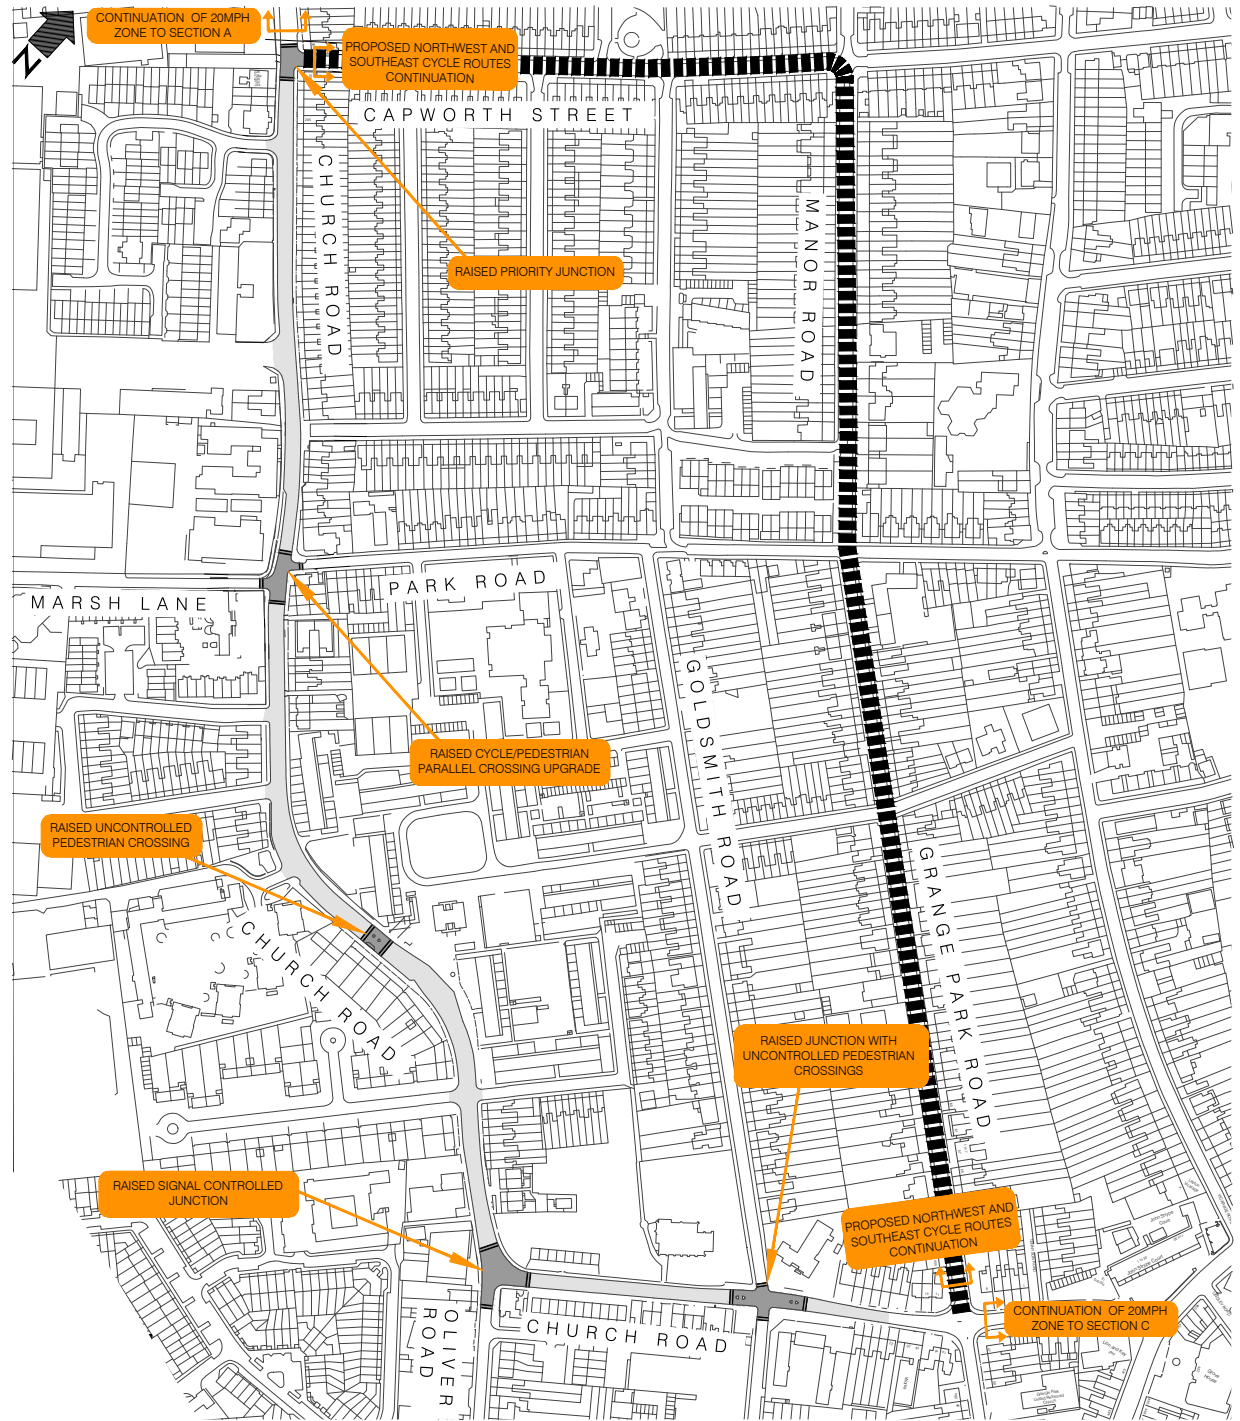 CONTINUATION OF 20MPH
ZONE TO SECTION A
N
PROPOSED NORTHWEST AND
SOUTHEAST CYCLE ROUTES
CONTINUATION
CAPWORTH STREET
CHURCH ROAD
MANOR ROAD
RAISED PRIORITY JUNCTION
PARK ROAD
MARSH LANE
GOLDSMITH ROAD
RAISED CYCLE/PEDESTRIAN
PARALLEL CROSSING UPGRADE
RAISED UNCONTROLLED
PEDESTRIAN CROSSING
CHURCH ROAD
GRANGE PARK ROAD
RAISED JUNCTION WITH
UNCONTROLLED PEDESTRIAN
CROSSINGS
RAISED SIGNAL CONTROLLED
JUNCTION
PROPOSED NORTHWEST AND
SOUTHEAST CYCLE ROUTES
CONTINUATION
CONTINUATION OF 20MPH
ZONE TO SECTION C
OLIVER
ROAD
CHURCH ROAD